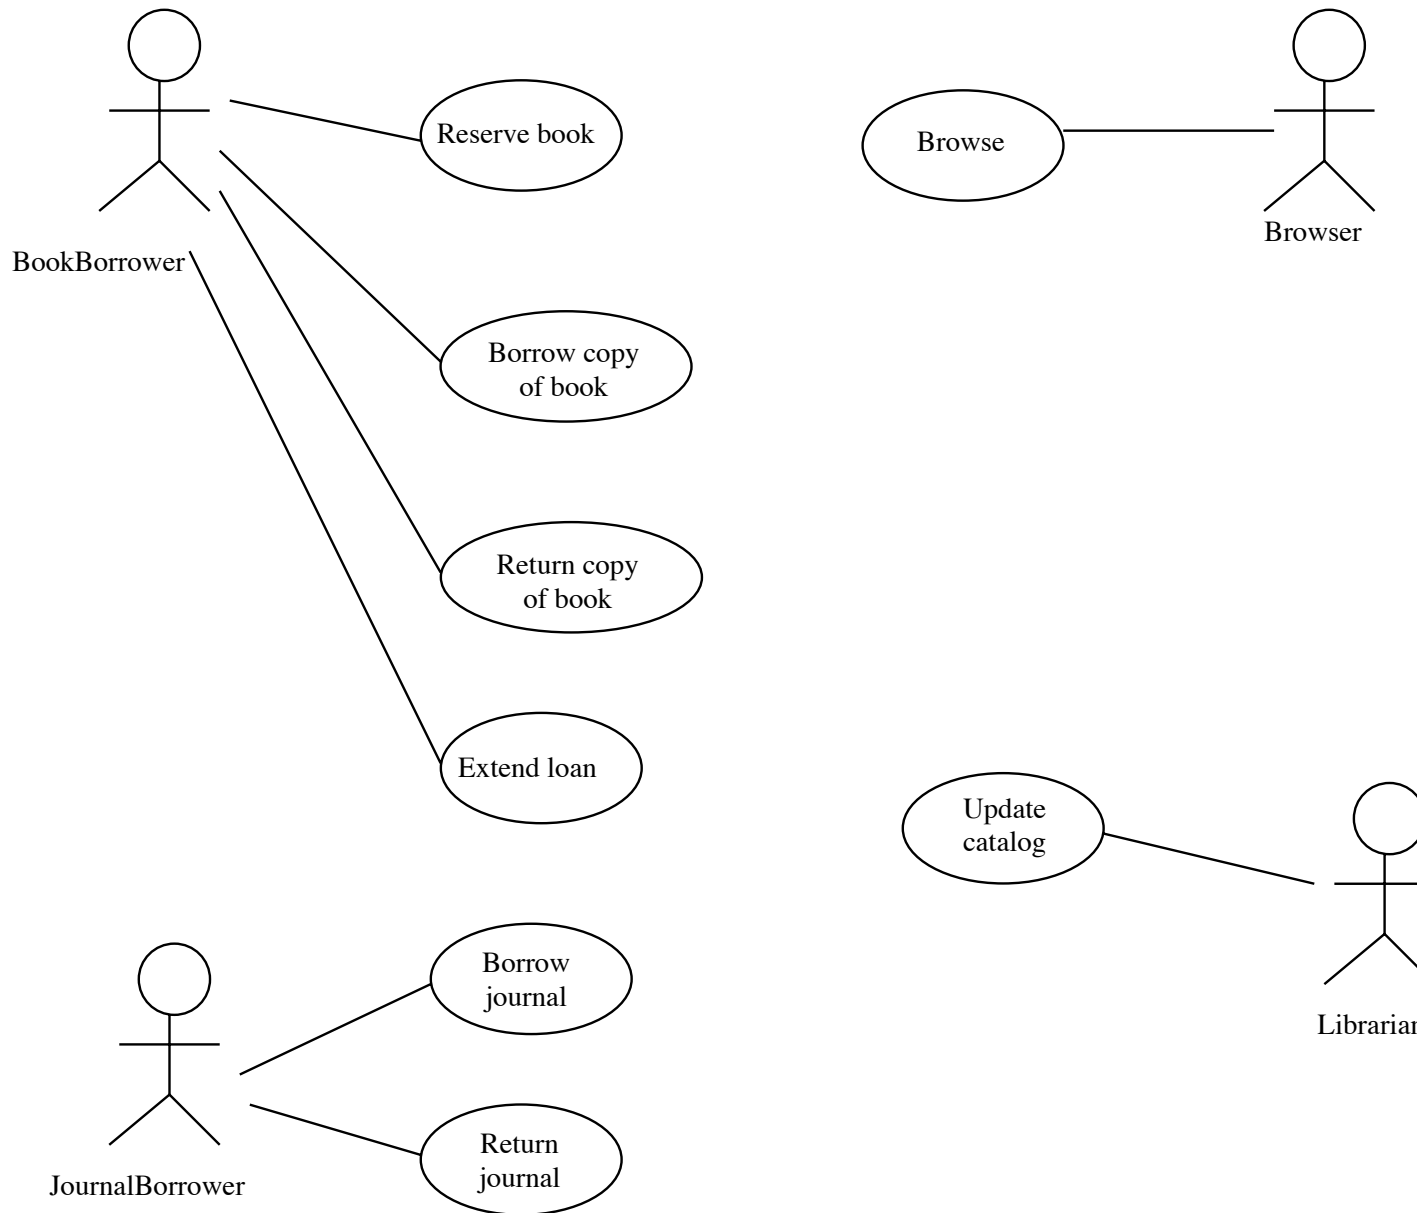 Reserve book
Browse
Browser
BookBorrower
Borrow copy
of book
Return copy
of book
Extend loan
Update
catalog
Borrow
journal
Librarian
Return
journal
JournalBorrower